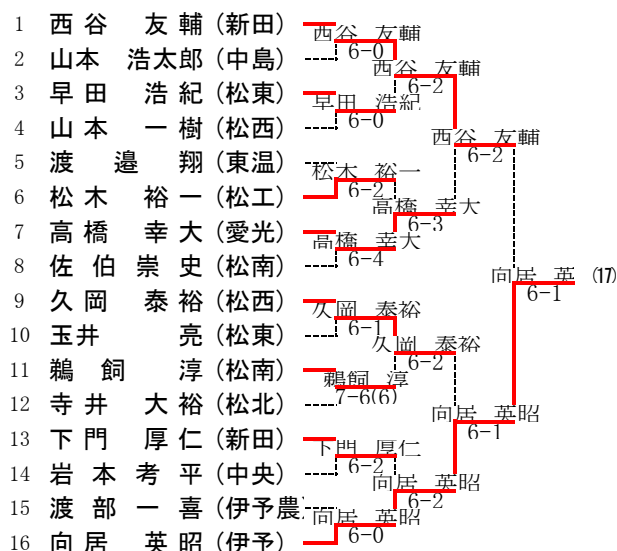 1 西谷 友輔(新田)
2 山本 浩太郎(中島)
3 早田 浩紀(松東)
4 山本 一樹(松西)
5 渡邉 翔(東温)
6 松木 裕一(松工)
7 高橋 幸大(愛光)
8 佐伯崇史(松南)
9 久岡 泰裕(松西)
10 玉井 亮(松東)
11 鵜飼 淳(松南)
12 寺井 大裕(松北)
13 下門 厚仁(新田)
14 岩本考平(中央)
15 渡部一喜(伊予農
16 向居 英昭(伊予)
西谷 友輔
6-0
早田 浩紀
6-0
松木 裕一
6-2
高橋 幸大
6-4
久岡 泰裕
6-1
鵜飼 淳
7-6(6)
下門 厚仁
6-2
向居 英昭
6-0
西谷 友輔
6-2
高橋 幸大
6-3
久岡 泰裕
6-2
向居 英昭
6-2
西谷 友輔
6-2
向居 英昭
6-1
向居 英 (17)
6-1